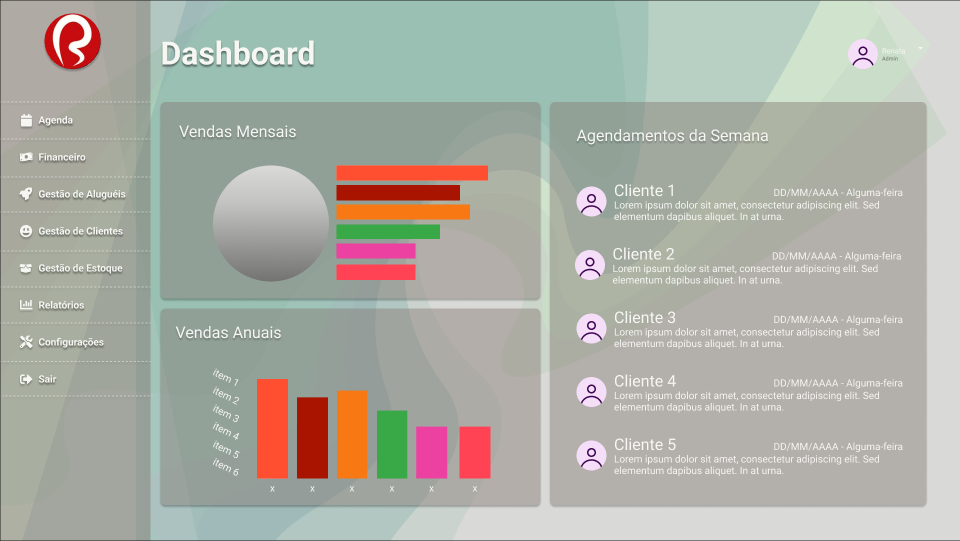 Dashboard
Renata
Admin
Agenda
Financeiro
Gestão de Aluguéis
Gestão de Clientes
Gestão de Estoque
Relatórios
Configurações
Sair
Vendas Mensais
Vendas Anuais
item 1
item 2
item 3
item 4
item 5
item 6
x x x x x x
Agendamentos da Semana
Cliente 1 DD/MM/AAAA - Alguma-feira
Lorem ipsum dolor sit amet, consectetur adipiscing elit. Sed
elementum dapibus aliquet. In at urna.
Cliente 2 DD/MM/AAAA - Alguma-feira
Lorem ipsum dolor sit amet, consectetur adipiscing elit. Sed
elementum dapibus aliquet. In at urna.
Cliente 3 DD/MM/AAAA - Alguma-feira
Lorem ipsum dolor sit amet, consectetur adipiscing elit. Sed
elementum dapibus aliquet. In at urna.
Cliente 4 DD/MM/AAAA - Alguma-feira
Lorem ipsum dolor sit amet, consectetur adipiscing elit. Sed
elementum dapibus aliquet. In at urna.
Cliente 5 DD/MM/AAAA - Alguma-feira
Lorem ipsum dolor sit amet, consectetur adipiscing elit. Sed
elementum dapibus aliquet. In at urna.